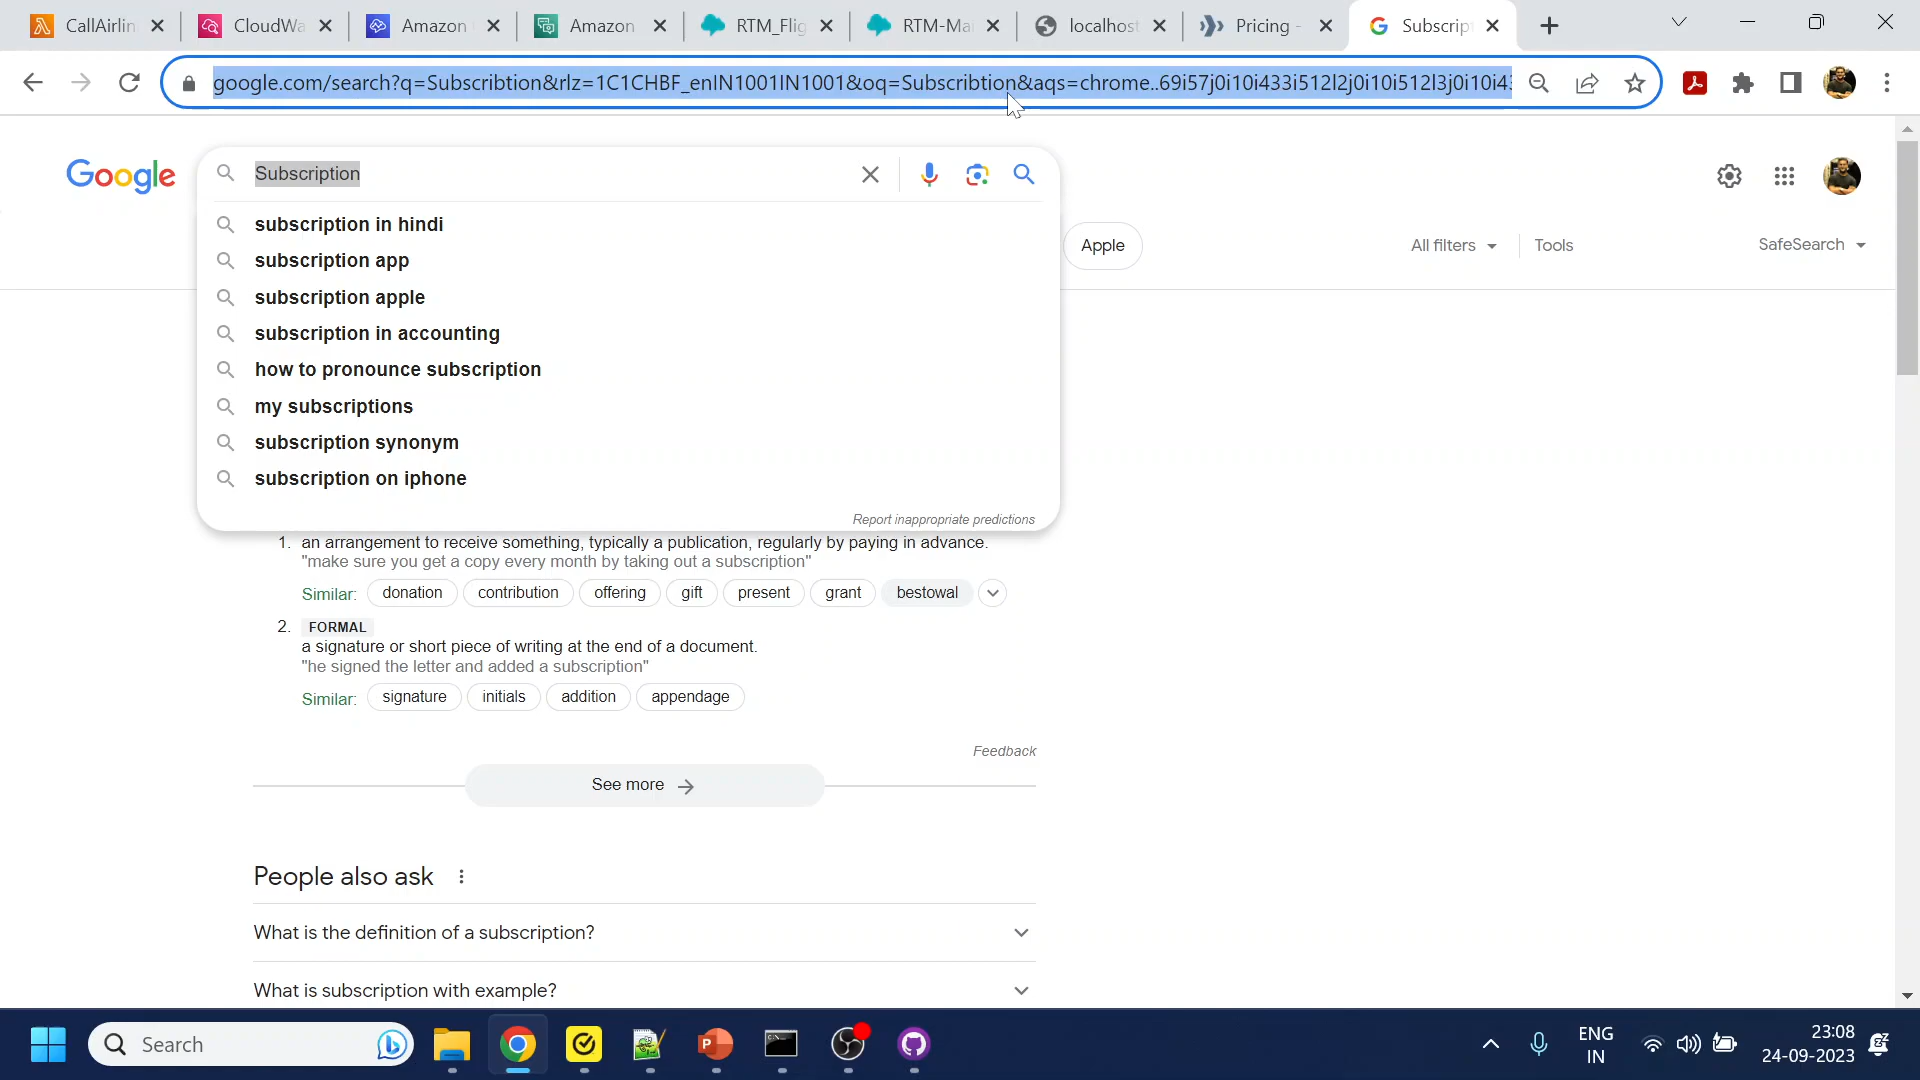 CallAirlin
CloudWa
Amazon
Amazon
RTM_Flig
RTM-Mai
localhost
Pricing -
Subscrip
google.com/search?q=Subscribtion&rlz=1C1CHBF_enIN1001IN1001&oq=Subscribtion&aqs=chrome..69i57j0i10i433i512l2j0i10i512l3j0i10i43
Google
Subscription
subscription in hindi
subscription app
subscription apple
subscription in accounting
how to pronounce subscription
my subscriptions
subscription synonym
subscription on iphone
Report inappropriate predictions
Apple
All filters
Tools
SafeSearch
1. an arrangement to receive something, typically a publication, regularly by paying in advance.
"make sure you get a copy every month by taking out a subscription"
Similar: donation contribution offering gift present grant bestowal
2. FORMAL
a signature or short piece of writing at the end of a document.
"he signed the letter and added a subscription"
Similar: signature initials addition appendage
Feedback
See more
People also ask
What is the definition of a subscription?
What is subscription with example?
Search
ENG
IN
23:08
24-09-2023